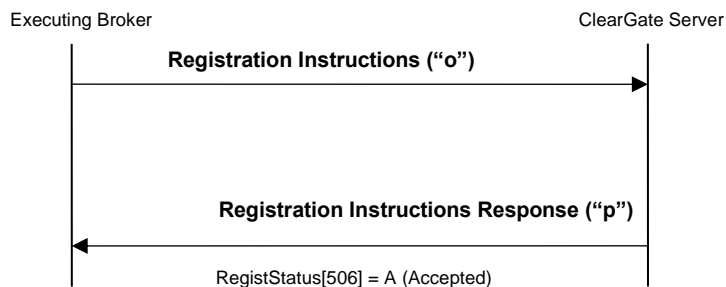 Executing Broker
ClearGate Server
Registration Instructions (“o”)
Registration Instructions Response (“p”)
RegistStatus[506] = A (Accepted)